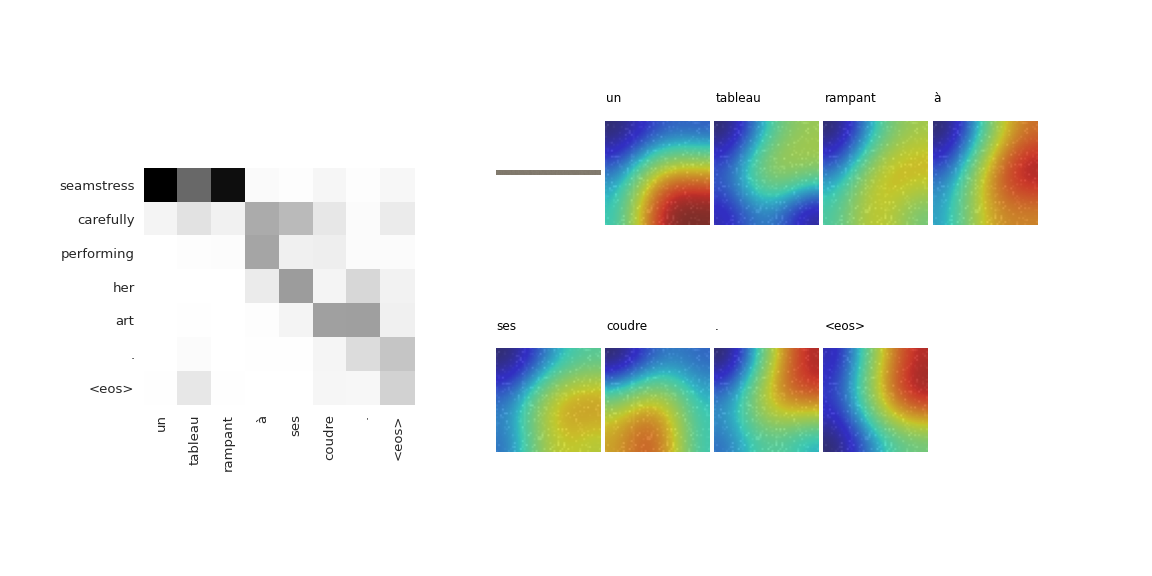 un tableau rampant à
seamstress
carefully
performing
her
art
.
<eos>
un tableau rampant à ses coudre . <eos>
ses coudre . <eos>